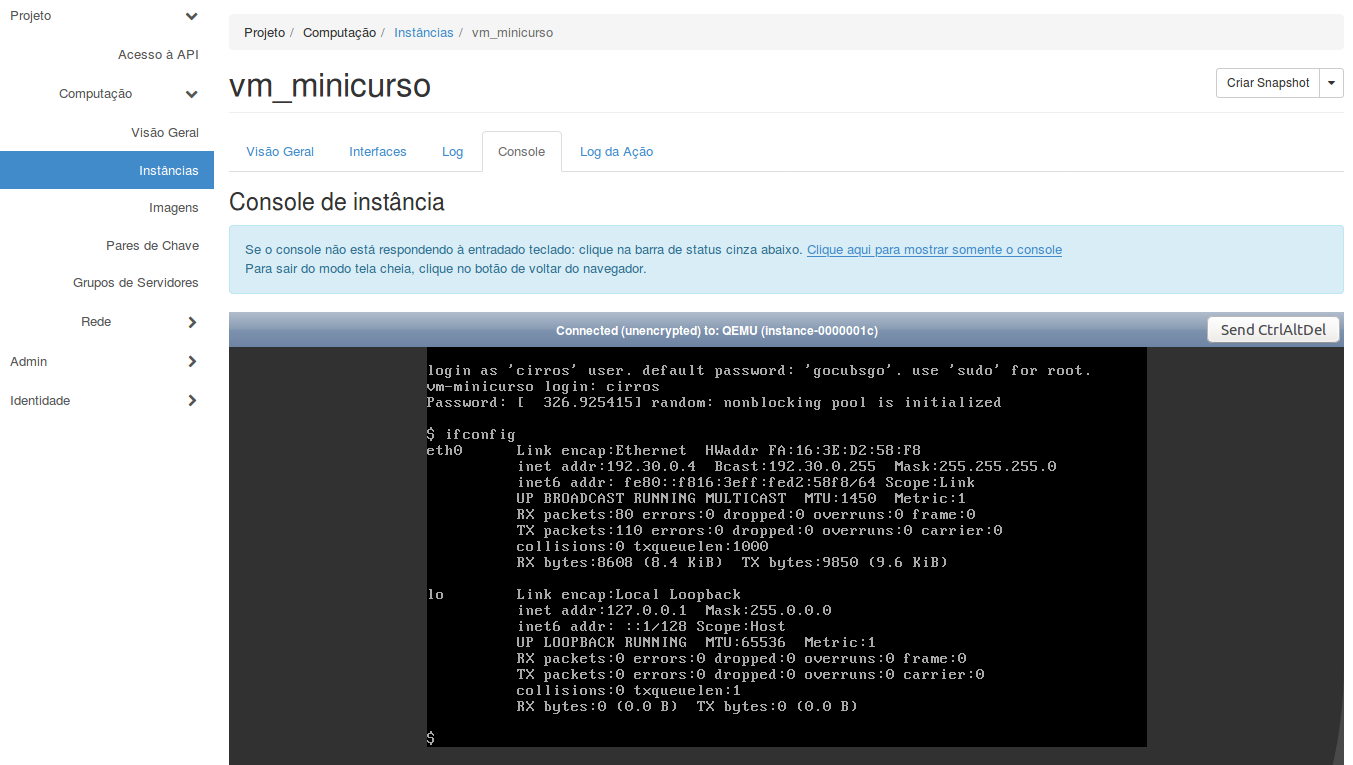 Projeto
Acesso à API
Computação
Visão Geral
Instâncias
Imagens
Pares de Chave
Grupos de Servidores
Rede
Admin
Identidade
Projeto / Computação / Instâncias / vm_minicurso
vm_minicurso
Criar Snapshot
Visão Geral Interfaces Log Console Log da Ação
Console de instância
Se o console não está respondendo à entradado teclado: clique na barra de status cinza abaixo. Clique aqui para mostrar somente o console
Para sair do modo tela cheia, clique no botão de voltar do navegador.
Connected (unencrypted) to: QEMU (instance-0000001c)
Send CtrlAltDel
login as 'cirros' user. default password: 'gocubsgo'. use 'sudo' for root.
vm-minicurso login: cirros
Password: [  326.925415] random: nonblocking pool is initialized
$ ifconfig
eth0      Link encap:Ethernet  HWaddr FA:16:3E:D2:58:F8
inet addr:192.30.0.4  Bcast:192.30.0.255  Mask:255.255.255.0
inet6 addr: fe80::f816:3eff:fed2:58f8/64 Scope:Link
UP BROADCAST RUNNING MULTICAST  MTU:1450  Metric:1
RX packets:80 errors:0 dropped:0 overruns:0 frame:0
TX packets:110 errors:0 dropped:0 overruns:0 carrier:0
collisions:0 txqueuelen:1000
RX bytes:8608 (8.4 KiB)  TX bytes:9850 (9.6 KiB)
lo        Link encap:Local Loopback
inet addr:127.0.0.1  Mask:255.0.0.0
inet6 addr: ::1/128 Scope:Host
UP LOOPBACK RUNNING  MTU:65536  Metric:1
RX packets:0 errors:0 dropped:0 overruns:0 frame:0
TX packets:0 errors:0 dropped:0 overruns:0 carrier:0
collisions:0 txqueuelen:1
RX bytes:0 (0.0 B)  TX bytes:0 (0.0 B)
$